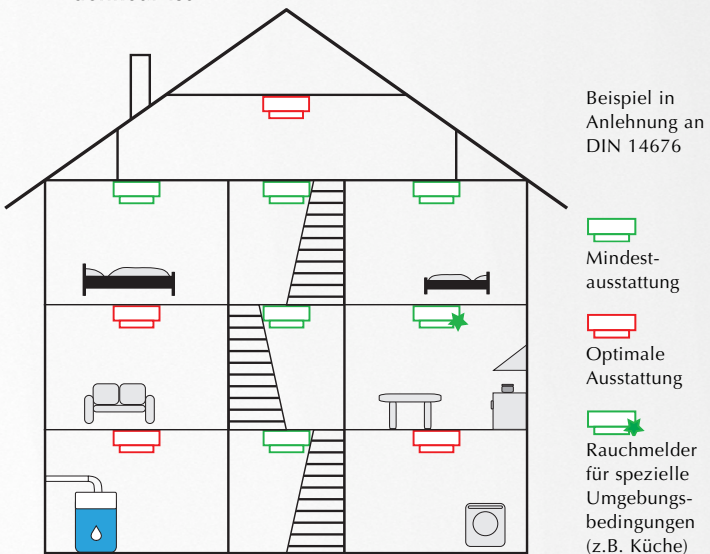 Beispiel in
Anlehnung an
DIN 14676
Mindest-
ausstattung
Optimale
Ausstattung
Rauchmelder
für spezielle
Umgebungs-
bedingungen
(z.B. Küche)